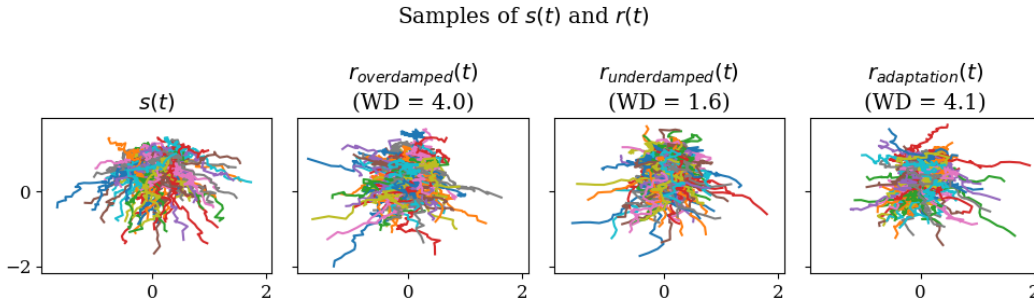 Samples of s(t) and r(t)
s(t)
r_overdamped(t)
(WD = 4.0)
r_underdamped(t)
(WD = 1.6)
r_adaptation(t)
(WD = 4.1)
0
−2
0 2
0 2
0 2
0 2